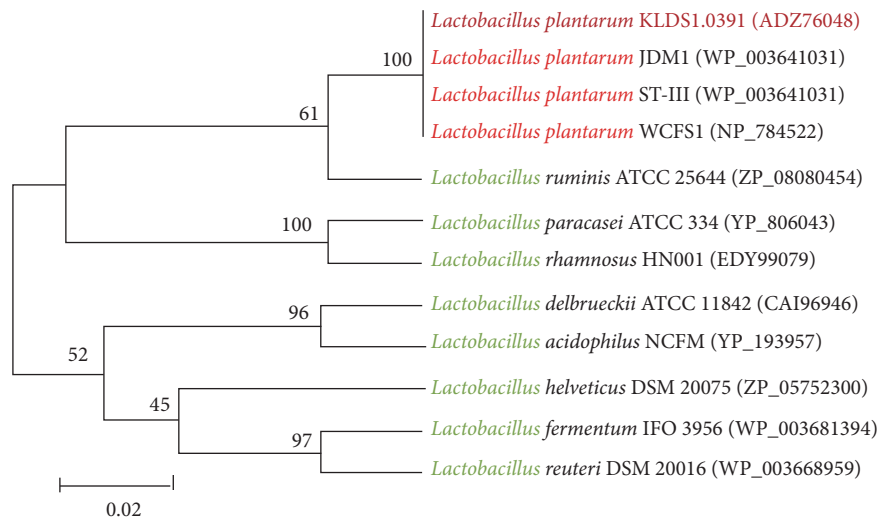 Lactobacillus plantarum KLDS1.0391 (ADZ76048)
Lactobacillus plantarum JDM1 (WP_003641031)
100
Lactobacillus plantarum ST-III (WP_003641031)
61
Lactobacillus plantarum WCFS1 (NP_784522)
Lactobacillus ruminis ATCC 25644 (ZP_08080454)
100
Lactobacillus paracasei ATCC 334 (YP_806043)
Lactobacillus rhamnosus HN001 (EDY99079)
96
Lactobacillus delbrueckii ATCC 11842 (CAI96946)
52
Lactobacillus acidophilus NCFM (YP_193957)
45
Lactobacillus helveticus DSM 20075 (ZP_05752300)
97
Lactobacillus fermentum IFO 3956 (WP_003681394)
Lactobacillus reuteri DSM 20016 (WP_003668959)
0.02